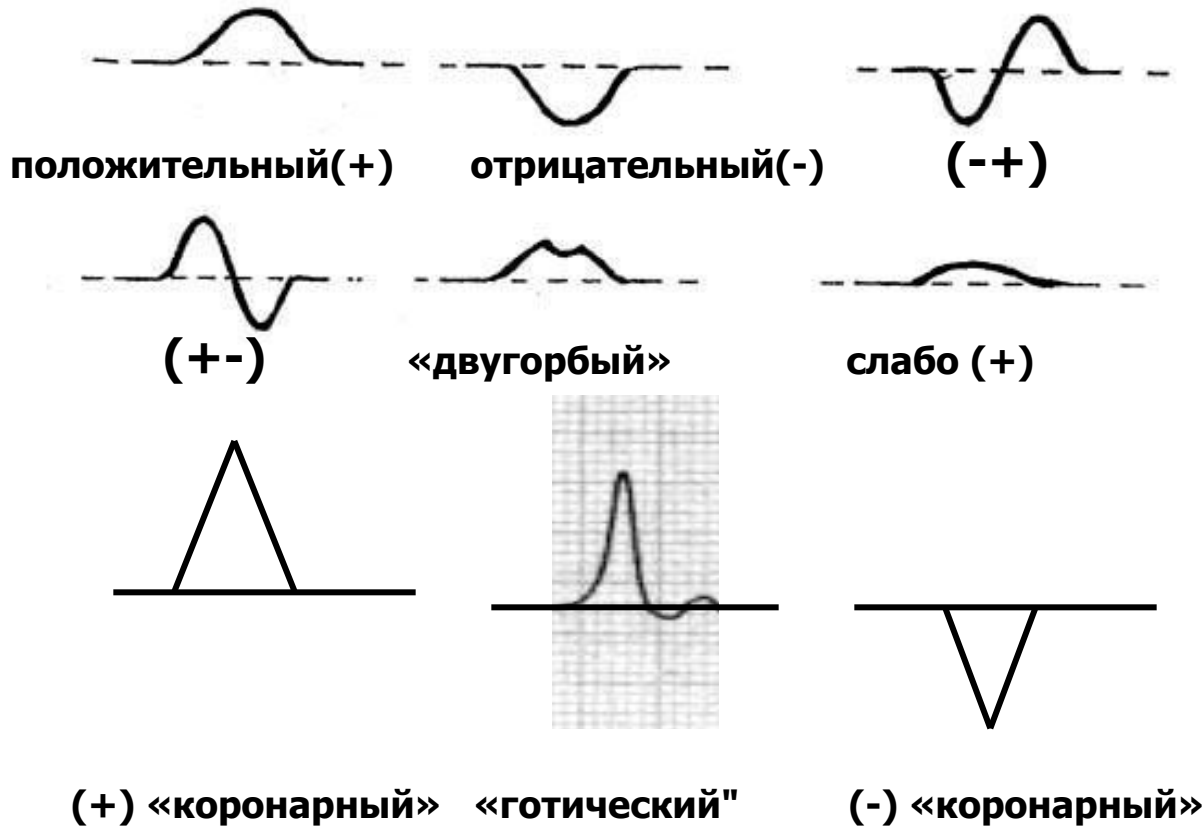 положительный(+) отрицательный(-) (-+)
(+-) «двугорбый» слабо (+)
(+) «коронарный» «готический" (-) «коронарный»